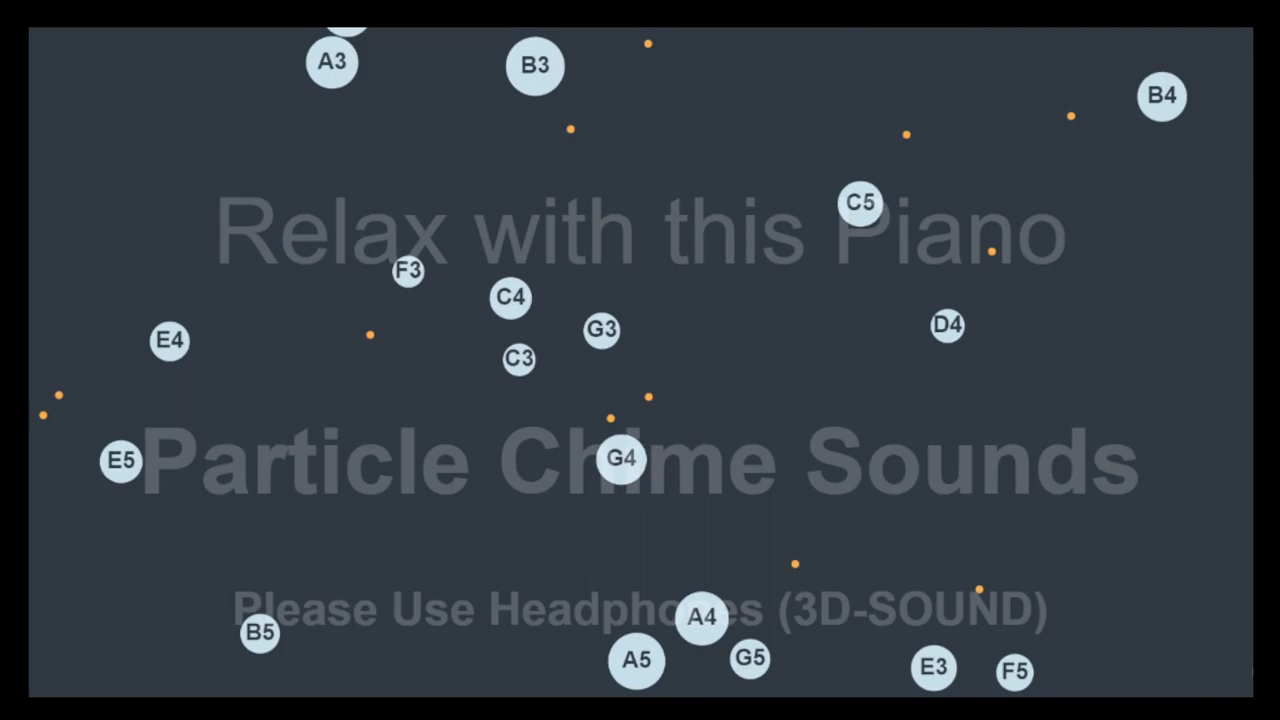 A3
B3
B4
Relax with this Piano
C5
F3
C4
G3
D4
E4
C3
Particle Chime Sounds
E5
G4
Please Use Headphones (3D-SOUND)
B5
A4
A5
G5
E3
F5